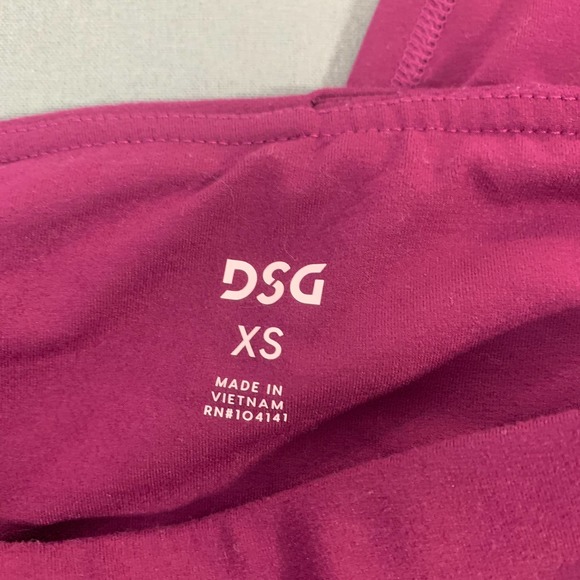 DSG
XS
MADE IN
VIETNAM
RN#104141